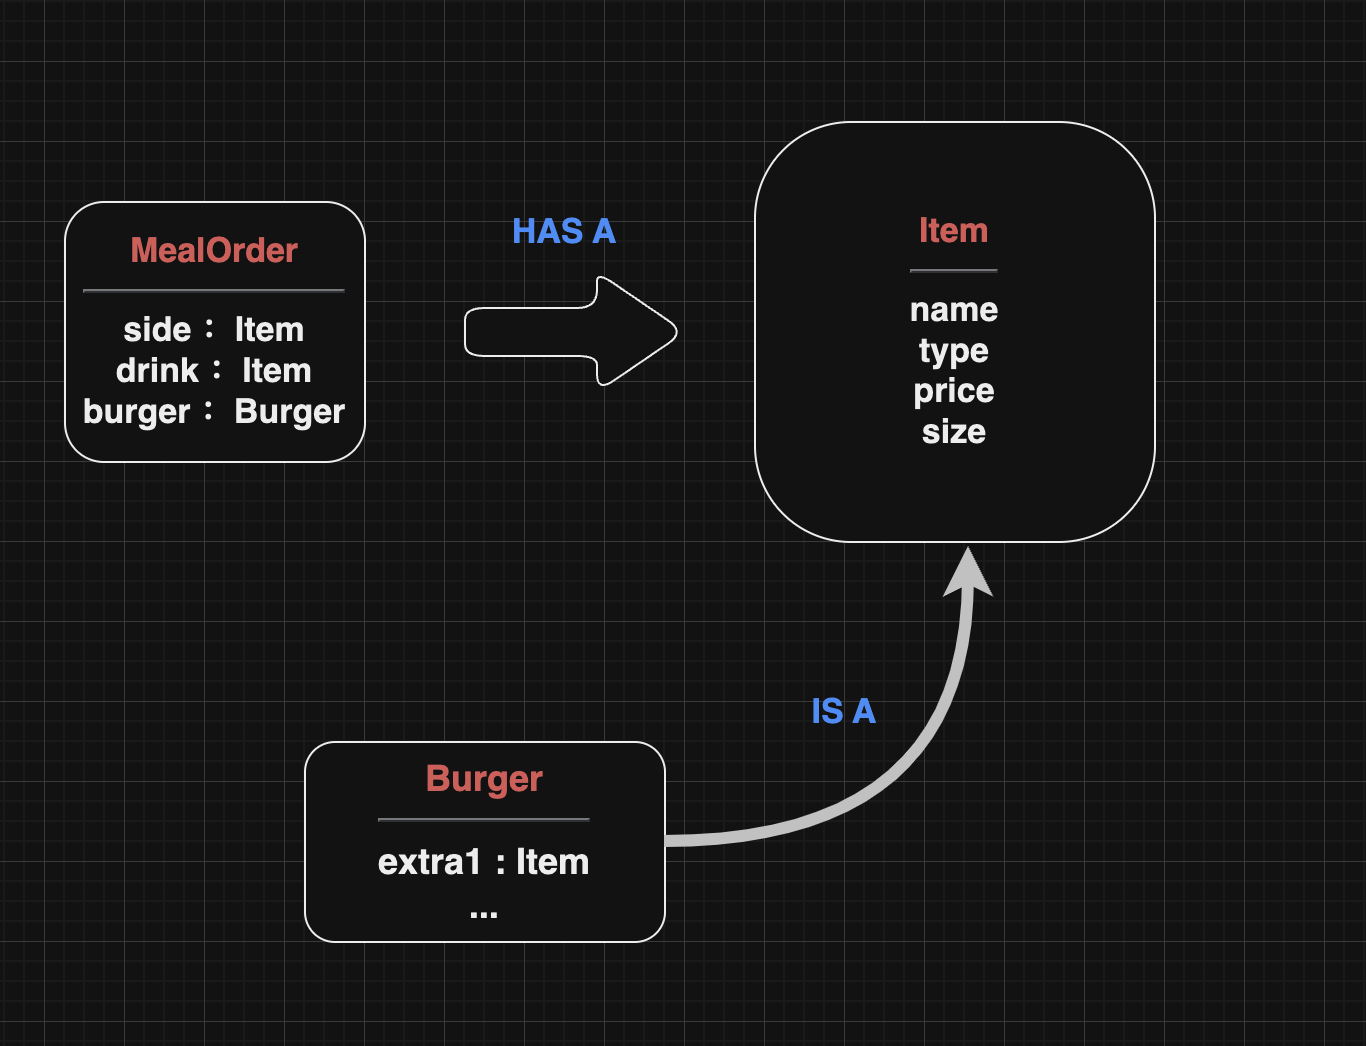 MealOrder
side : Item
drink : Item
burger : Burger
HAS A
Item
name
type
price
size
IS A
Burger
extra1 : Item
...